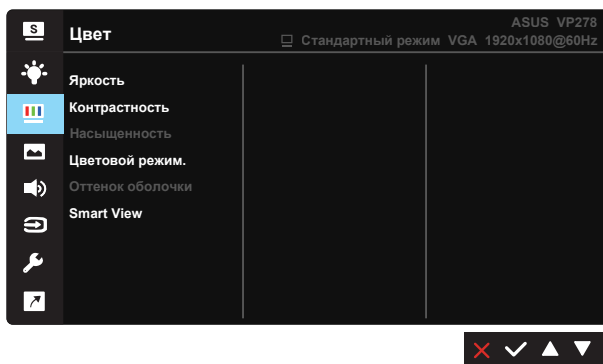 S
Цвет
ASUS VP278
Стандартный режим VGA 1920x1080@60Hz
Яркость
Контрастность
Насыщенность
Цветовой режим.
Оттенок оболочки
Smart View